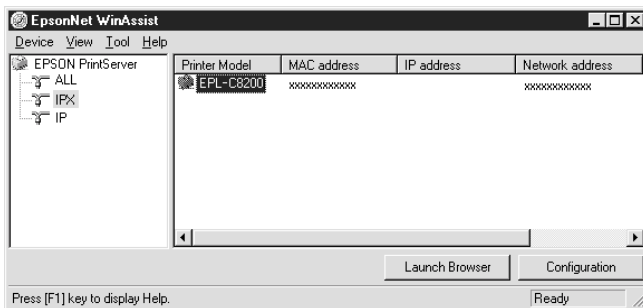 EpsonNet WinAssist
Device View Tool Help
EPSON PrintServer
ALL
IPX
IP
Printer Model MAC address IP address Network address
EPL-C8200 xxxxxxxxxxxx xxxxxxxxxxxx
Launch Browser Configuration
Press [F1] key to display Help. Ready